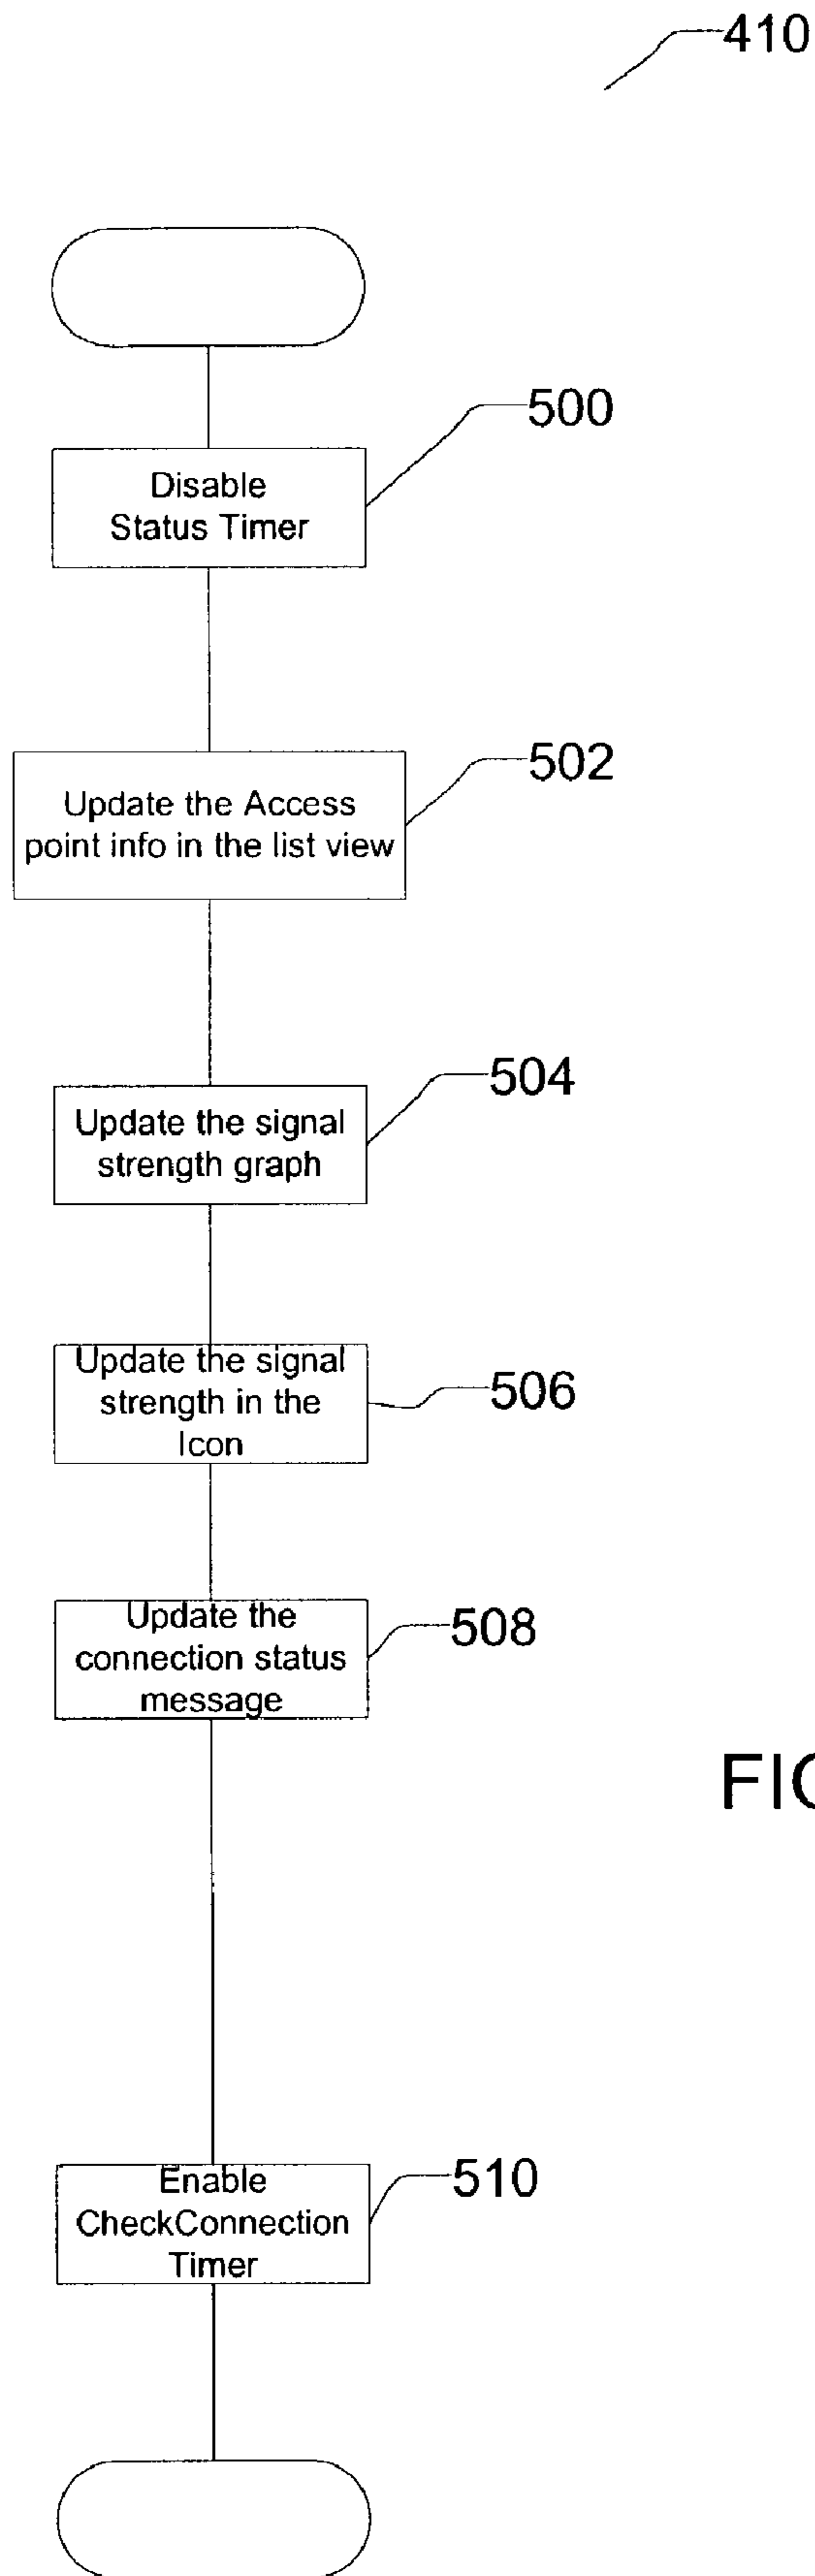 410
500
Disable
Status Timer
502
Update the Access
point info in the list view
504
Update the signal
strength graph
506
Update the signal
strength in the
Icon
508
Update the
connection status
message
510
Enable
CheckConnection
Timer